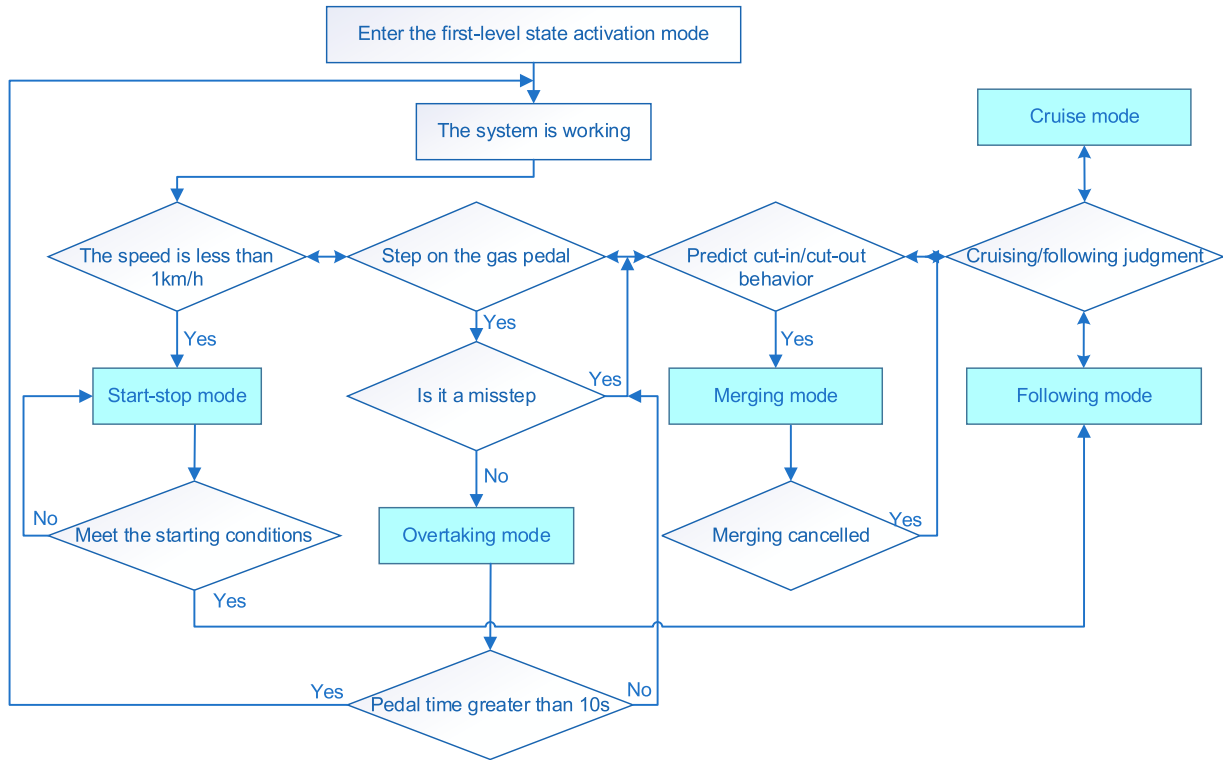 Enter the first-level state activation mode
The system is working
Cruise mode
The speed is less than
1km/h
Step on the gas pedal
Predict cut-in/cut-out
behavior
Cruising/following judgment
Yes
Yes
Yes
Start-stop mode
Is it a misstep
Yes
Merging mode
Following mode
No
No
Meet the starting conditions
Overtaking mode
Merging cancelled
Yes
Yes
Yes
Pedal time greater than 10s
No